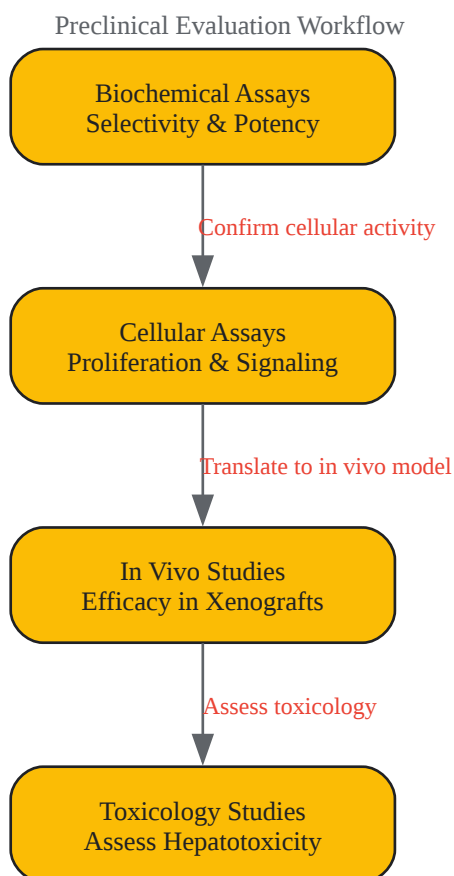 Preclinical Evaluation Workflow
Biochemical Assays
Selectivity & Potency
Confirm cellular activity
Cellular Assays
Proliferation & Signaling
Translate to in vivo model
In Vivo Studies
Efficacy in Xenografts
Assess toxicology
Toxicology Studies
Assess Hepatotoxicity